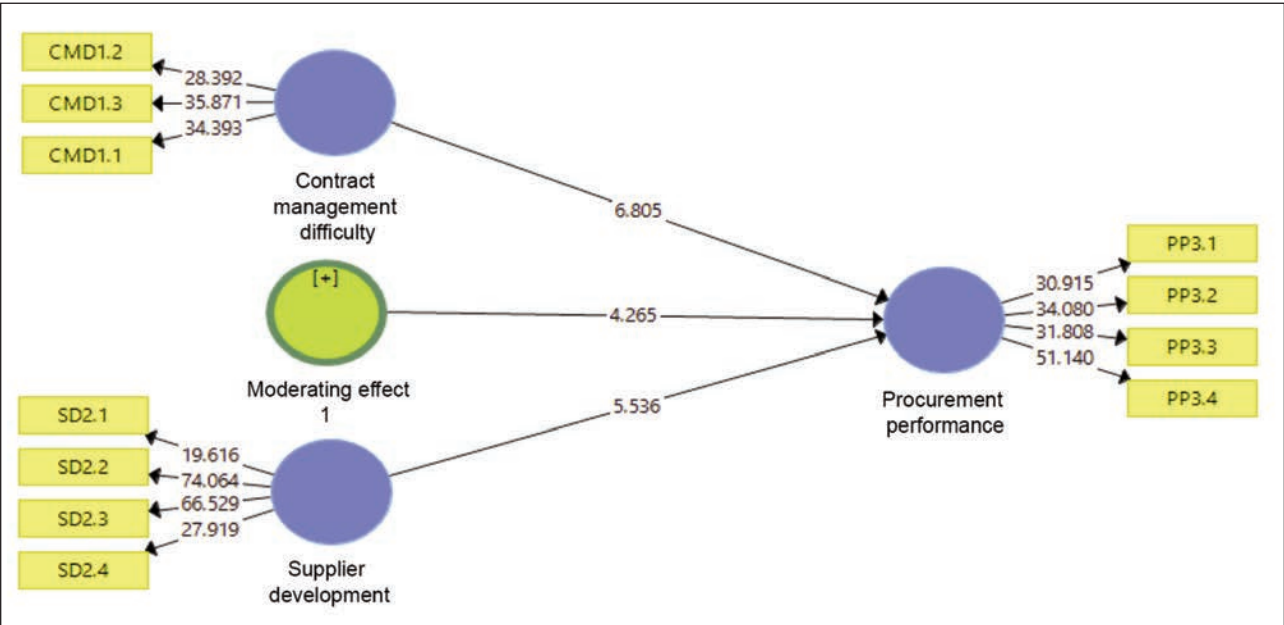 CMD1.2
28.392
CMD1.3
35.871
34.393
CMD1.1
Contract
management
difficulty
6.805
[+]
4.265
Moderating effect
1
SD2.1
19.616
SD2.2
74.064
SD2.3
66.529
27.919
SD2.4
Supplier
development
5.536
PP3.1
30.915
PP3.2
34.080
31.808
PP3.3
51.140
PP3.4
Procurement
performance